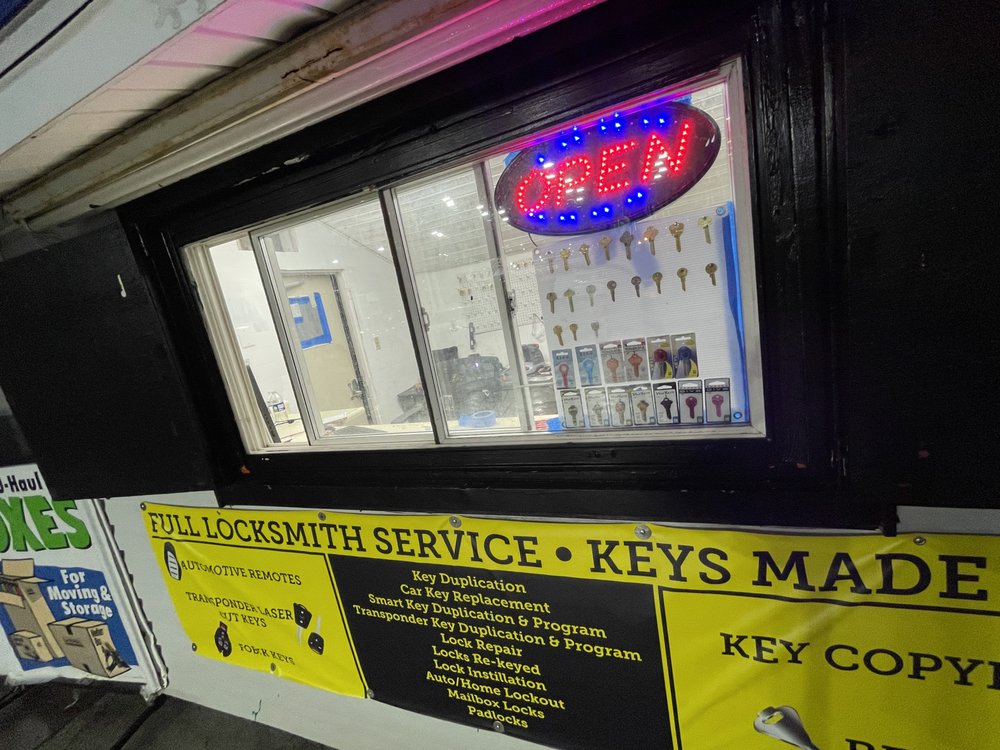 OPEN
U-Haul
OXES
For
Moving &
Storage
FULL LOCKSMITH SERVICE • KEYS MADE
AUTOMOTIVE REMOTES
TRANSPONDER LASER
CUT KEYS
FOBIK KEYS
Key Duplication
Car Key Replacement
Smart Key Duplication & Program
Transponder Key Duplication & Program
Lock Repair
Locks Re-keyed
Lock Instillation
Auto/Home Lockout
Mailbox Locks
Padlocks
KEY COPY